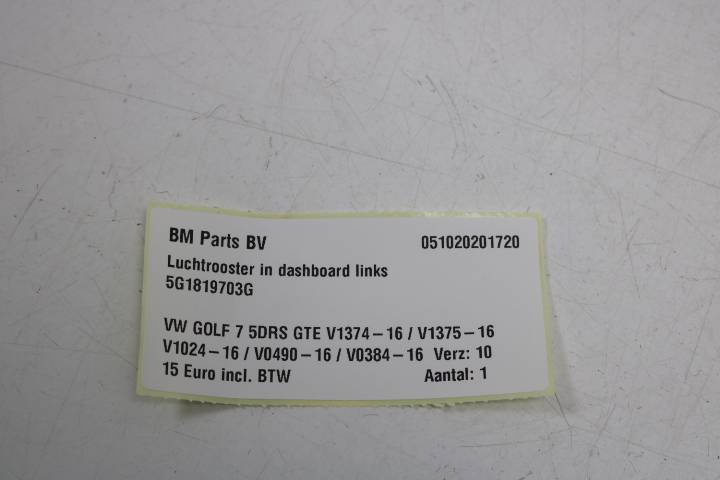 BM Parts BV 051020201720
Luchtrooster in dashboard links
5G1819703G
VW GOLF 7 5DRS GTE V1374-16 / V1375-16
V1024-16 / V0490-16 / V0384-16 Verz: 10
15 Euro incl. BTW Aantal: 1